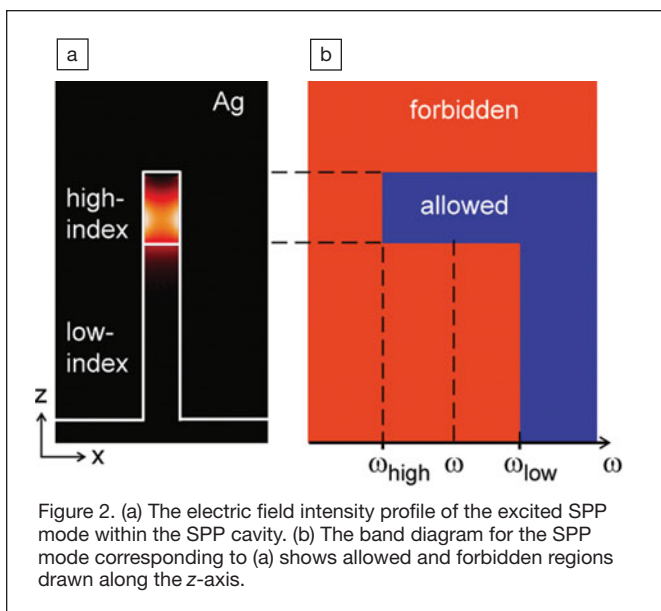 a
b
Ag
high-
index
low-
index
z
x
forbidden
allowed
ωhigh
ω
ωlow
ω
Figure 2. (a) The electric field intensity profile of the excited SPP
mode within the SPP cavity. (b) The band diagram for the SPP
mode corresponding to (a) shows allowed and forbidden regions
drawn along the z-axis.